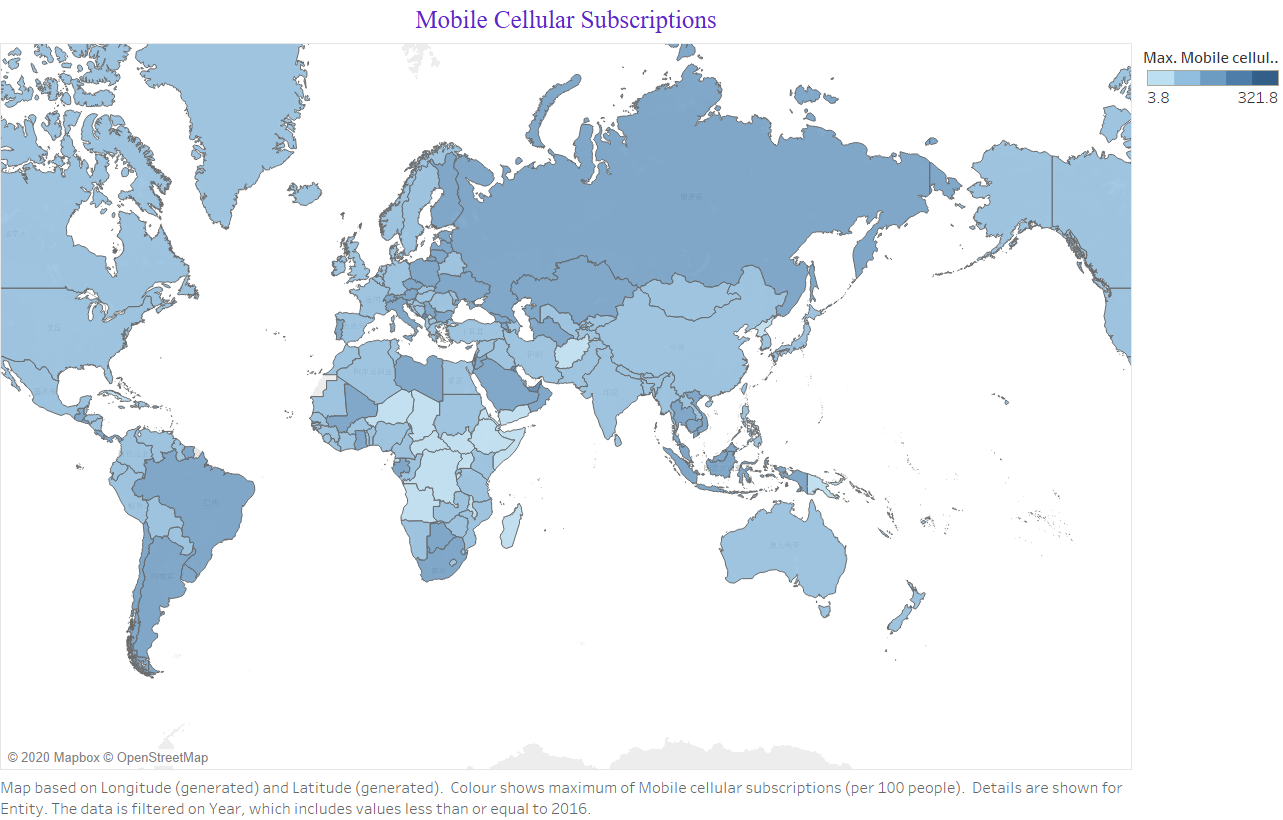 Mobile Cellular Subscriptions
Max. Mobile cellul..
3.8 321.8
© 2020 Mapbox © OpenStreetMap
Map based on Longitude (generated) and Latitude (generated). Colour shows maximum of Mobile cellular subscriptions (per 100 people). Details are shown for
Entity. The data is filtered on Year, which includes values less than or equal to 2016.